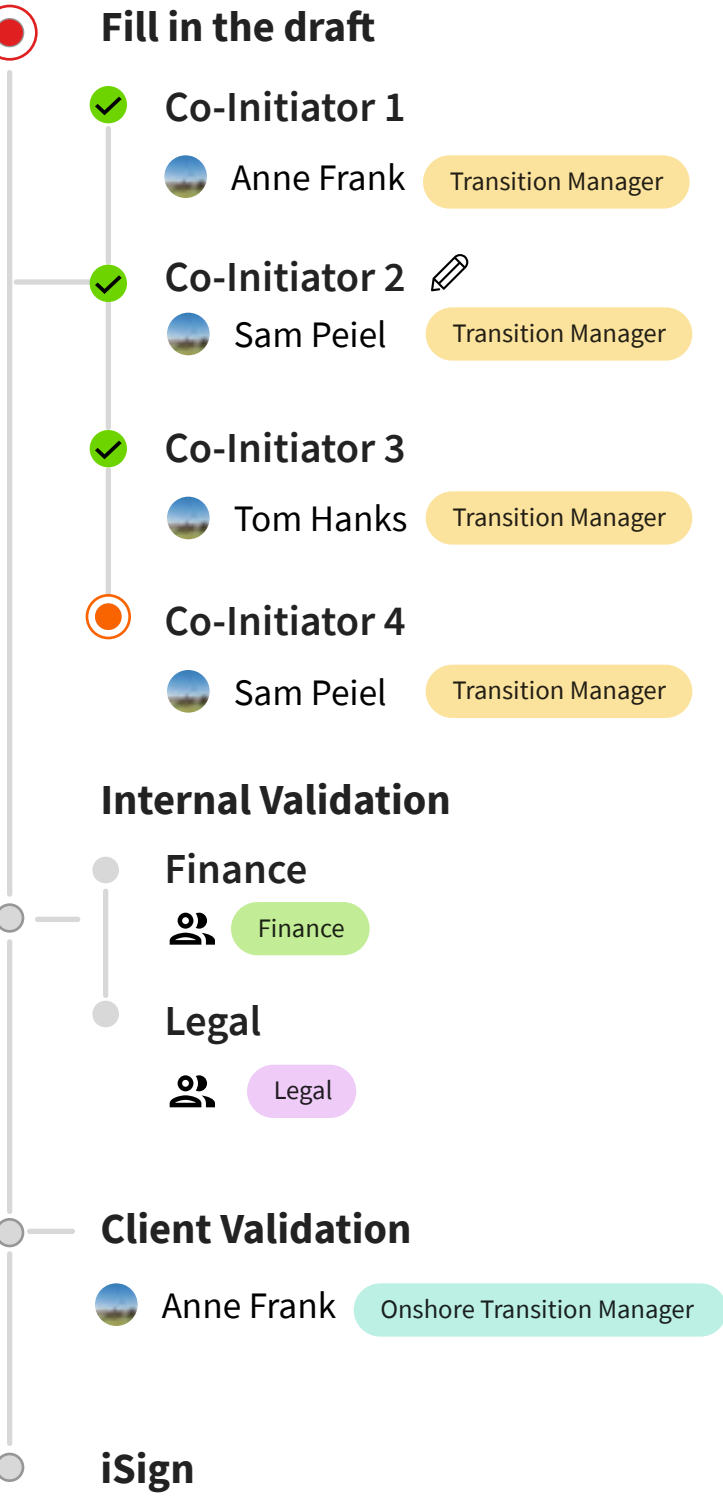 Fill in the draft
Co-Initiator 1
Anne Frank Transition Manager
Co-Initiator 2
Sam Peiel Transition Manager
Co-Initiator 3
Tom Hanks Transition Manager
Co-Initiator 4
Sam Peiel Transition Manager
Internal Validation
Finance
Finance
Legal
Legal
Client Validation
Anne Frank Onshore Transition Manager
iSign